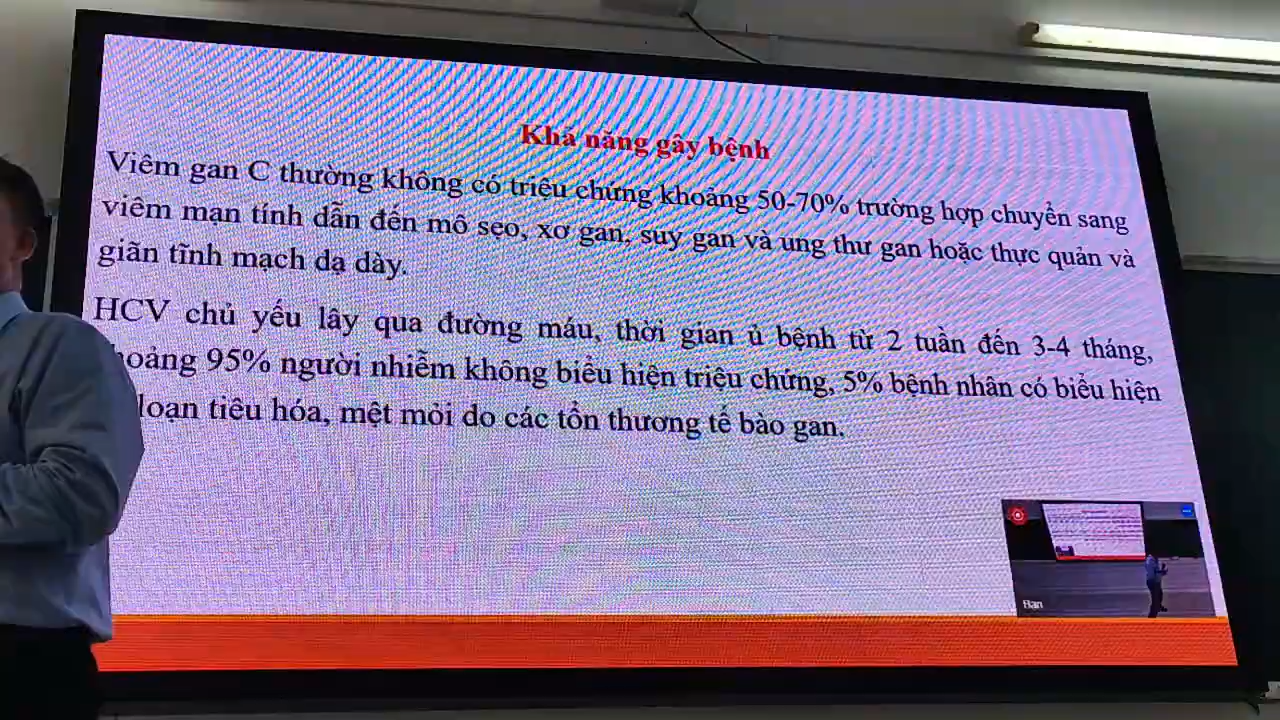 Khả năng gây bệnh
Viêm gan C thường không có triệu chứng khoảng 50-70% trường hợp chuyển sang
viêm mạn tính dẫn đến mô sẹo, xơ gan, suy gan và ung thư gan hoặc thực quản và
giãn tĩnh mạch dạ dày.
HCV chủ yếu lây qua đường máu, thời gian ủ bệnh từ 2 tuần đến 3-4 tháng,
95% người nhiễm không biểu hiện triệu chứng, 5% bệnh nhân có biểu hiện
loạn tiêu hóa, mệt mỏi do các tổn thương tế bào gan.